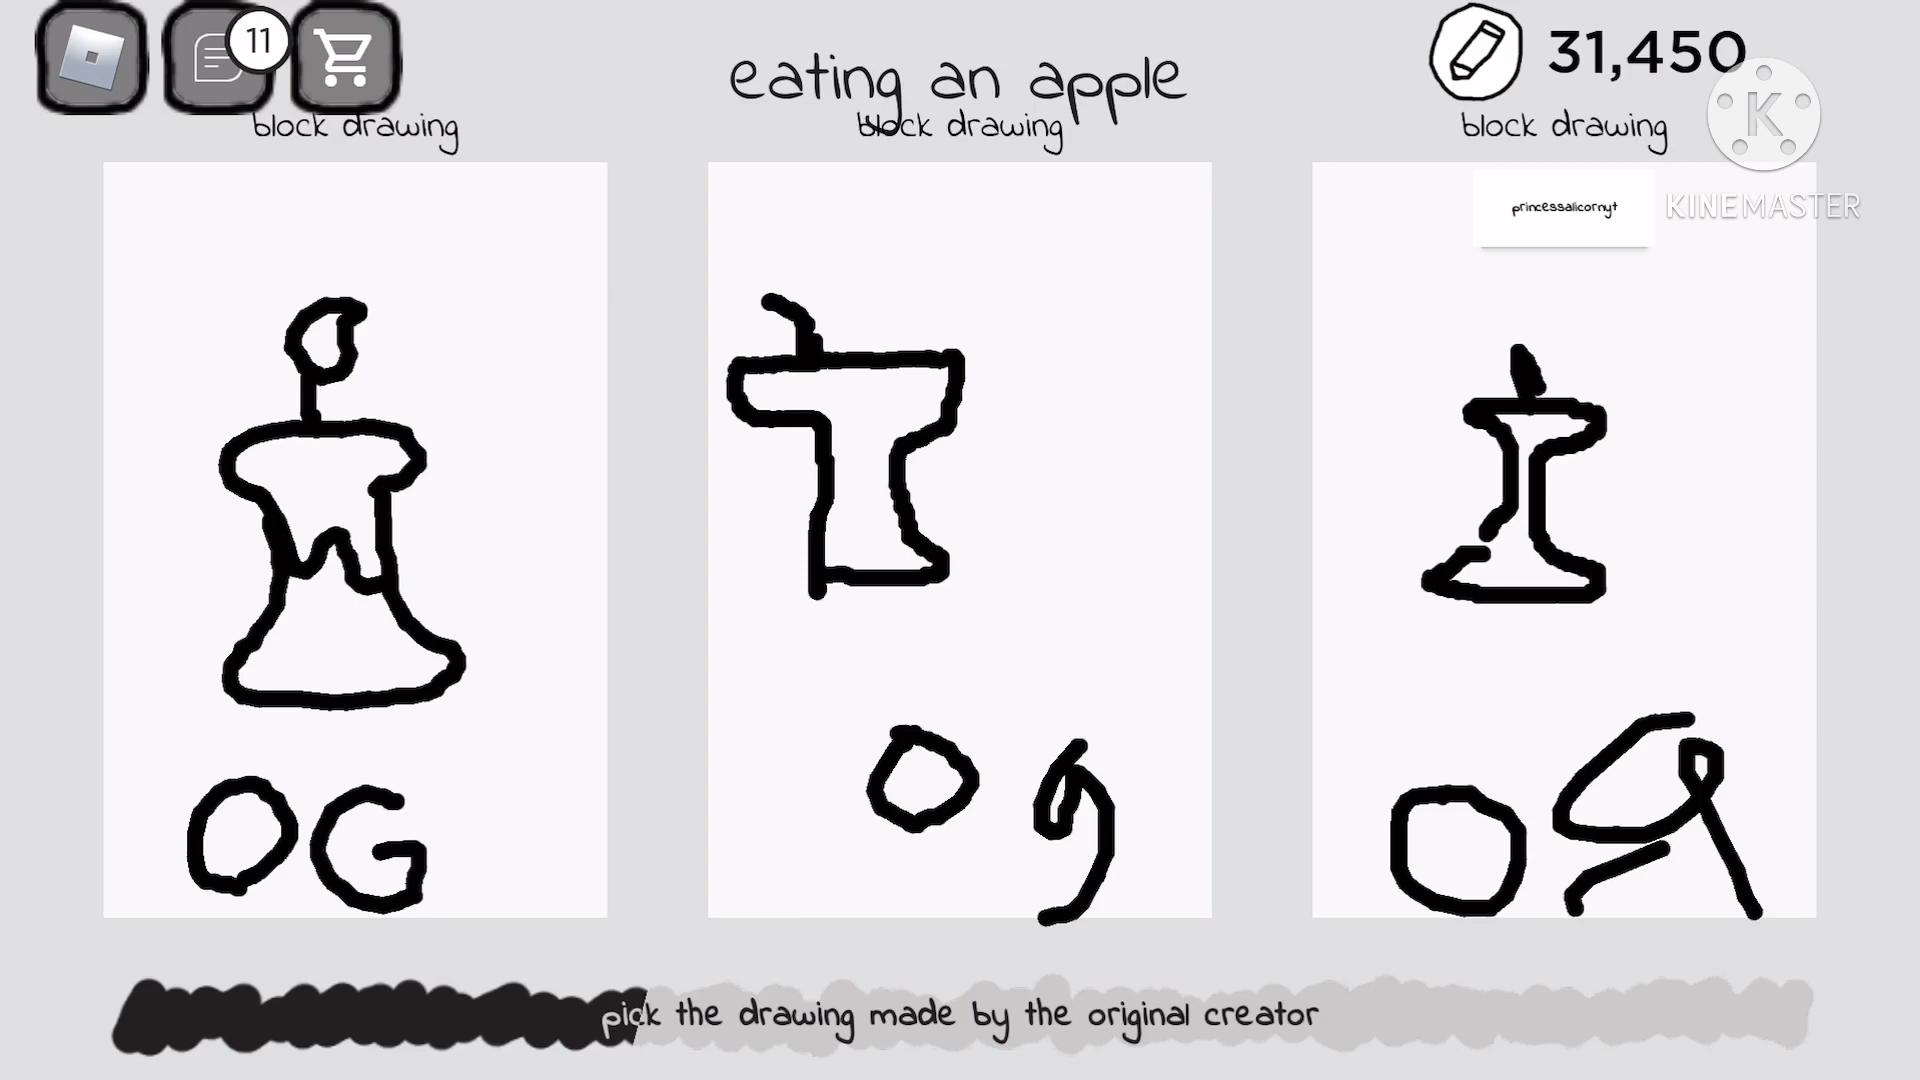 11
eating an apple
31,450
block drawing
block drawing
block drawing
K
KINEMASTER
princessalicornyt
OG
og
og
pick the drawing made by the original creator